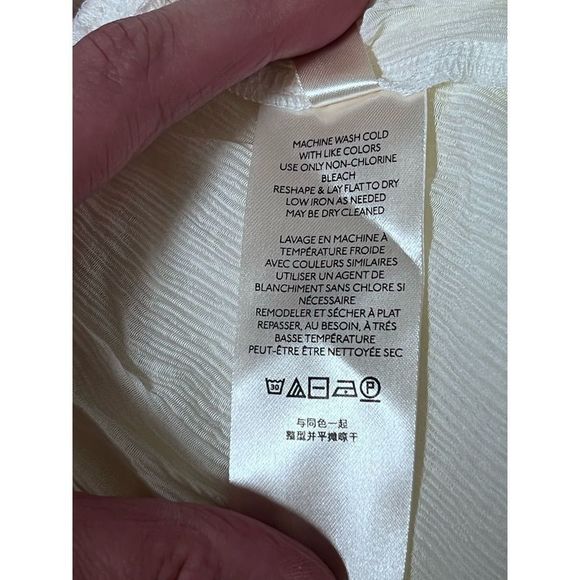 MACHINE WASH COLD
WITH LIKE COLORS
USE ONLY NON-CHLORINE
BLEACH
RESHAPE & LAY FLAT TO DRY
LOW IRON AS NEEDED
MAY BE DRY CLEANED
LAVAGE EN MACHINE À
TEMPÉRATURE FROIDE
AVEC COULEURS SIMILAIRES
UTILISER UN AGENT DE
BLANCHIMENT SANS CHLORE SI
NÉCESSAIRE
REMODELER ET SÉCHER À PLAT
REPASSER, AU BESOIN, À TRÉS
BASSE TEMPÉRATURE
PEUT-ÊTRE ÊTRE NETTOYÉE SEC
30 P
与同色一起
整型并平摊晾干